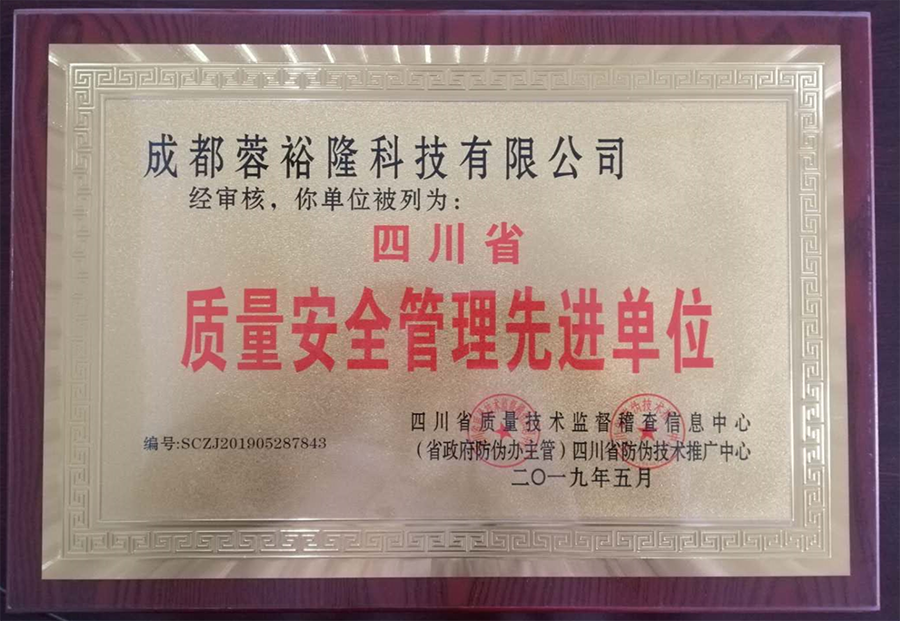 成都蓉裕隆科技有限公司
经审核，你单位被列为：
四川省
质量安全管理先进单位
四川省质量技术监督稽查信息中心
编号:SCZJ201905287843
（省政府防伪办主管）四川省防伪技术推广中心
二〇一九年五月